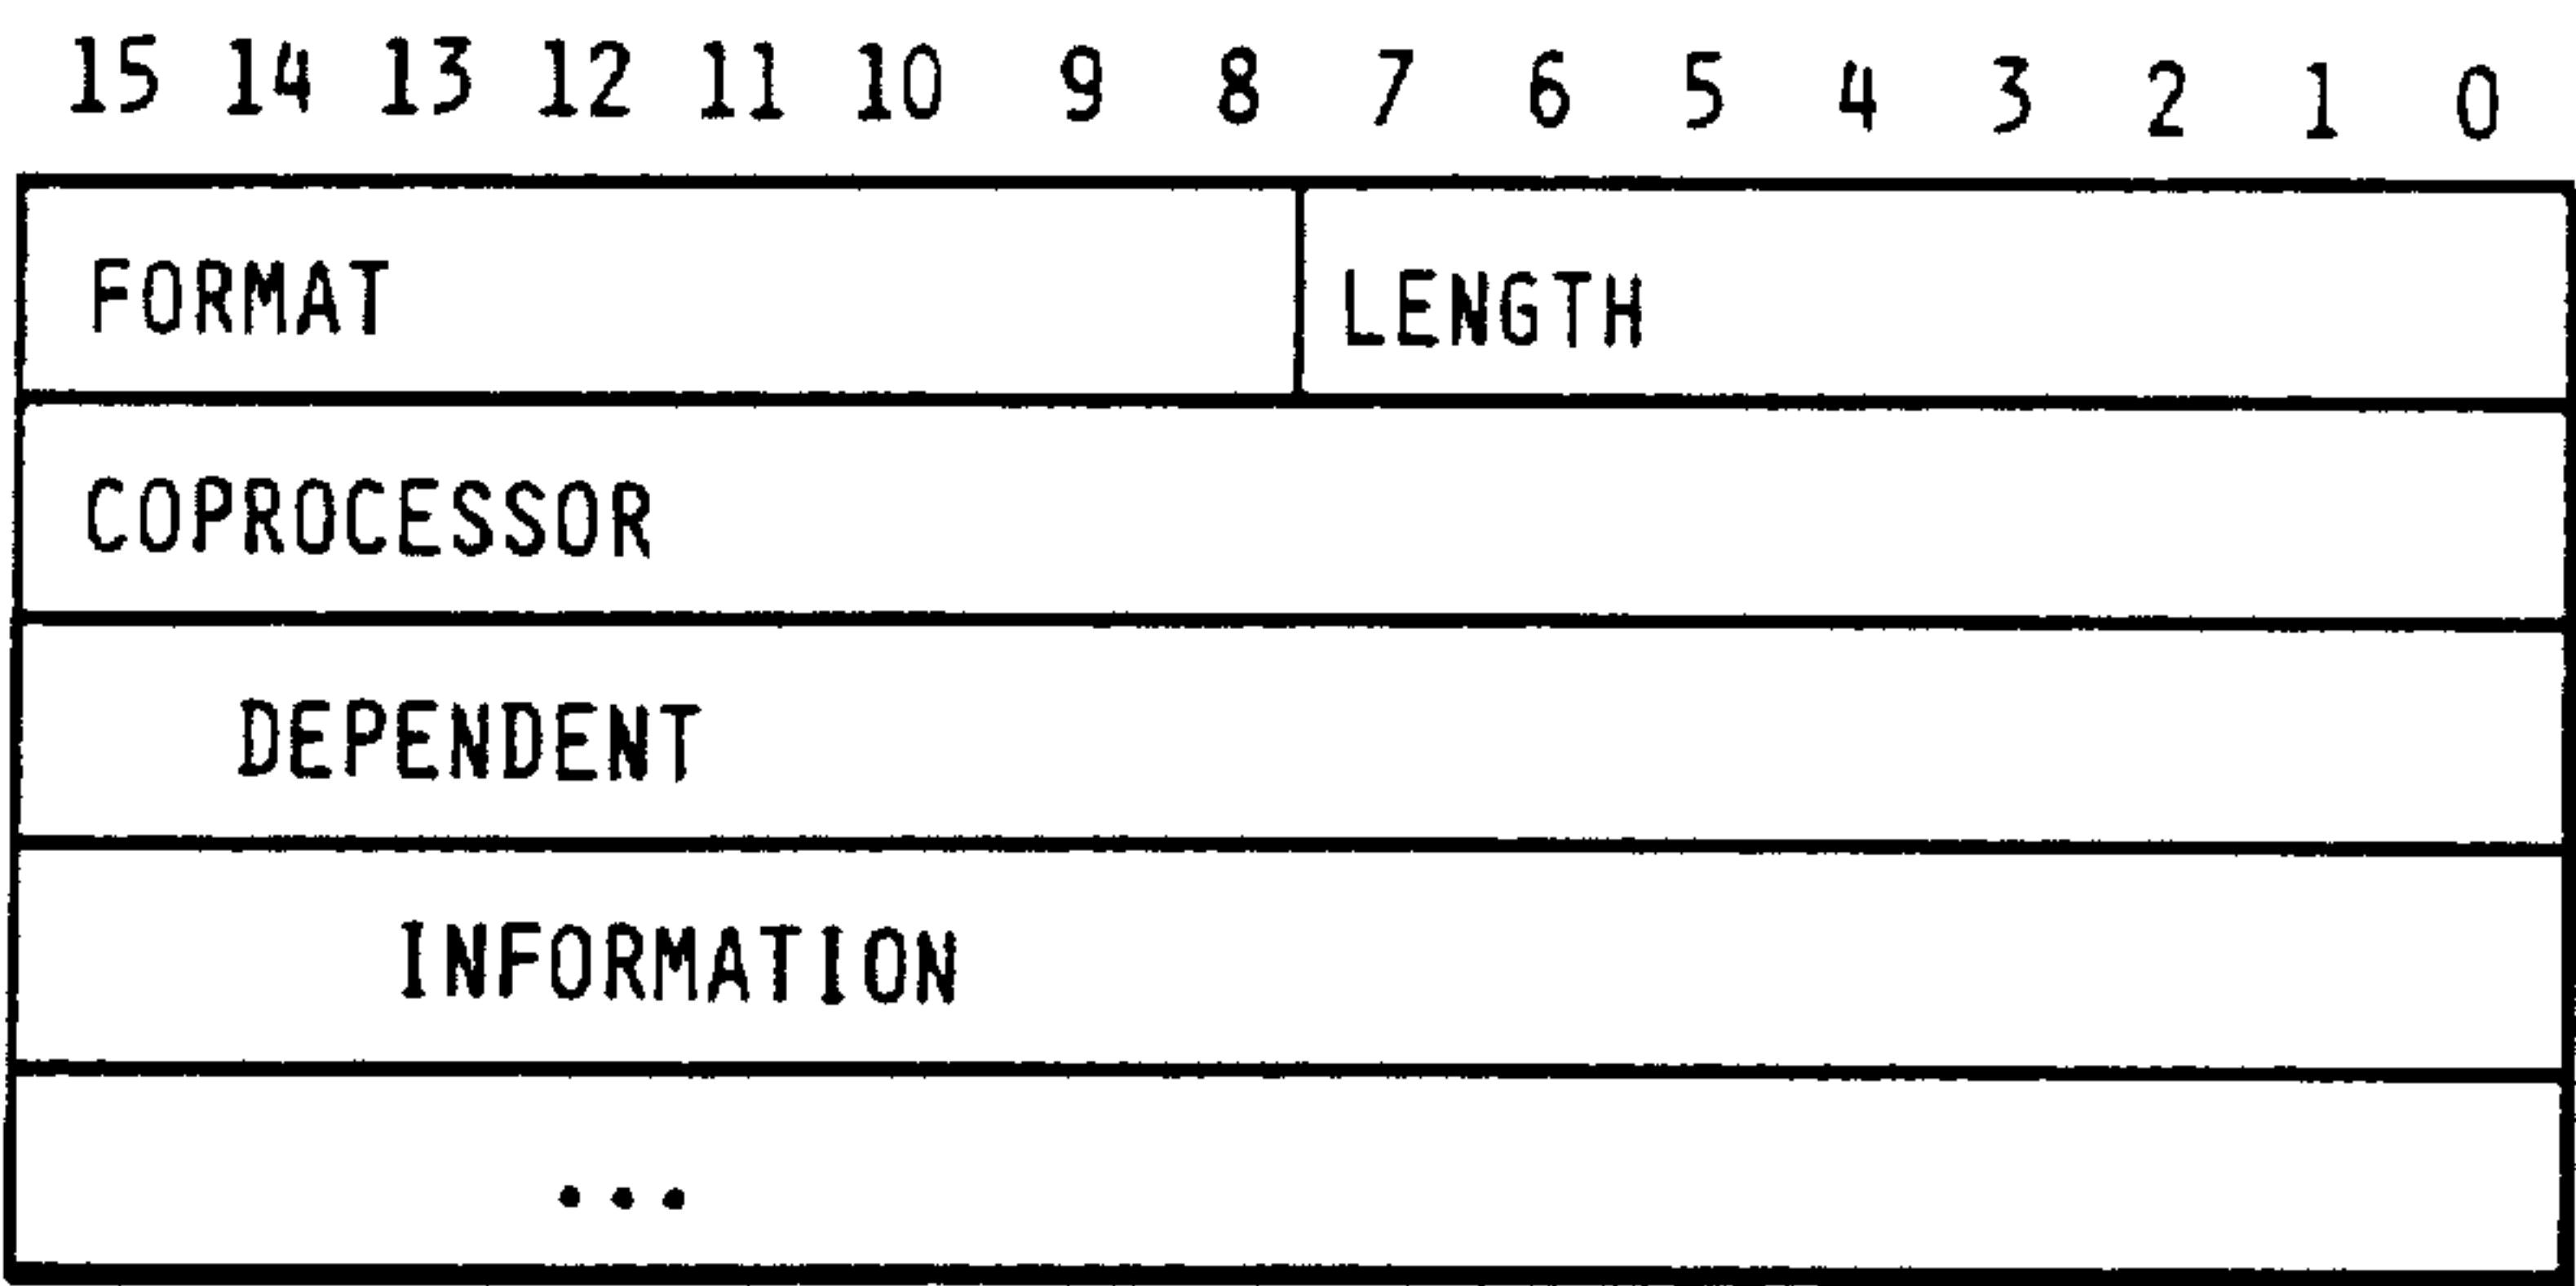 15 14 13 12 11 10 9 8 7 6 5 4 3 2 1 0
FORMAT LENGTH
COPROCESSOR
DEPENDENT
INFORMATION
...